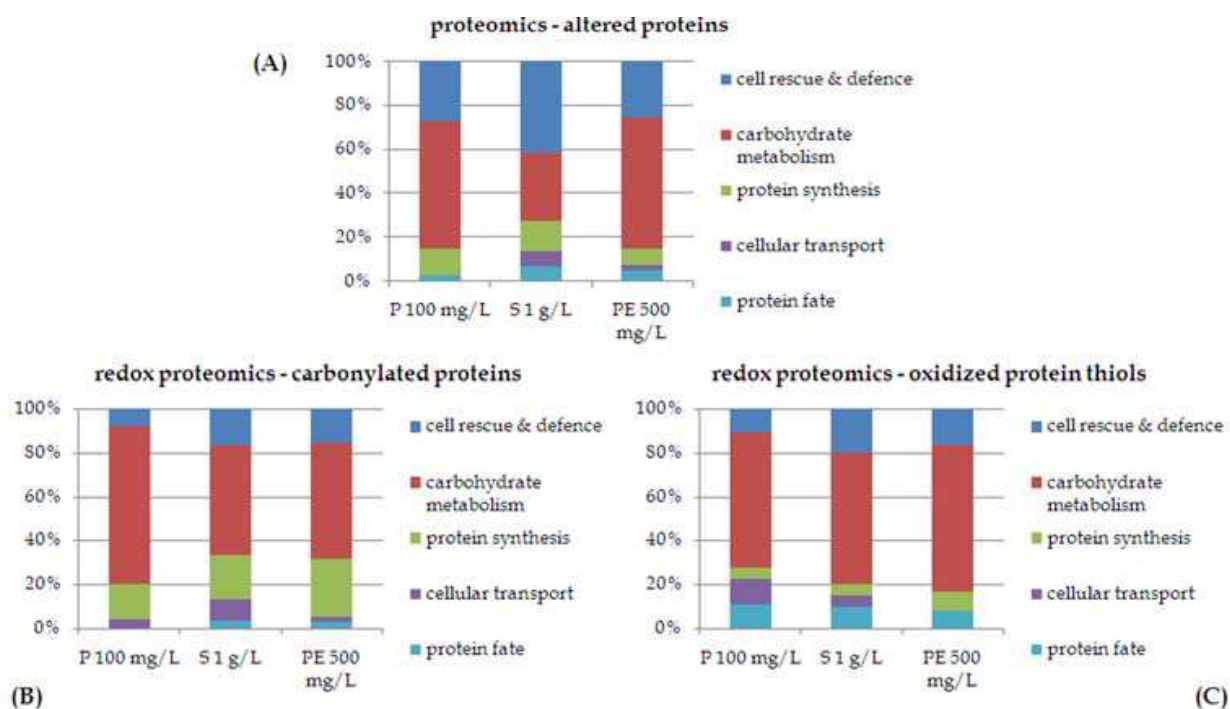 proteomics - altered proteins
(A)
100%
80%
60%
40%
20%
0%
P 100 mg/L
S 1 g/L
PE 500
mg/L
cell rescue & defence
carbohydrate
metabolism
protein synthesis
cellular transport
protein fate
redox proteomics - carbonylated proteins
100%
80%
60%
40%
20%
0%
P 100 mg/L
S 1 g/L
PE 500
mg/L
cell rescue & defence
carbohydrate
metabolism
protein synthesis
cellular transport
protein fate
(B)
redox proteomics - oxidized protein thiols
100%
80%
60%
40%
20%
0%
P 100 mg/L
S 1 g/L
PE 500
mg/L
cell rescue & defence
carbohydrate
metabolism
protein synthesis
cellular transport
protein fate
(C)